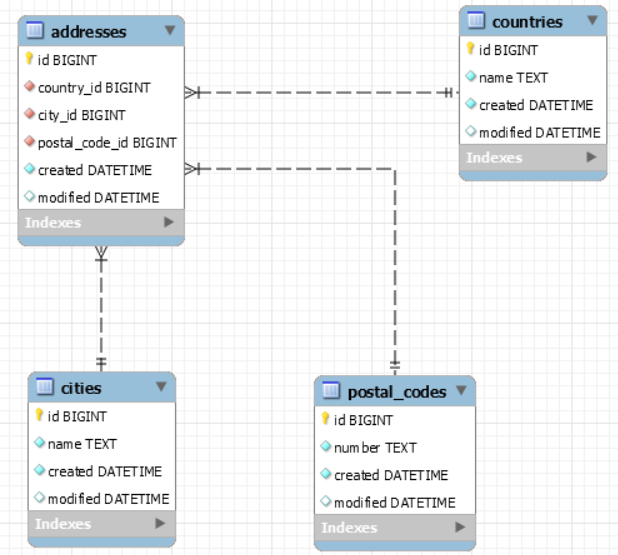 addresses
id BIGINT
country_id BIGINT
city_id BIGINT
postal_code_id BIGINT
created DATETIME
modified DATETIME
Indexes
countries
id BIGINT
name TEXT
created DATETIME
modified DATETIME
Indexes
cities
id BIGINT
name TEXT
created DATETIME
modified DATETIME
Indexes
postal_codes
id BIGINT
number TEXT
created DATETIME
modified DATETIME
Indexes